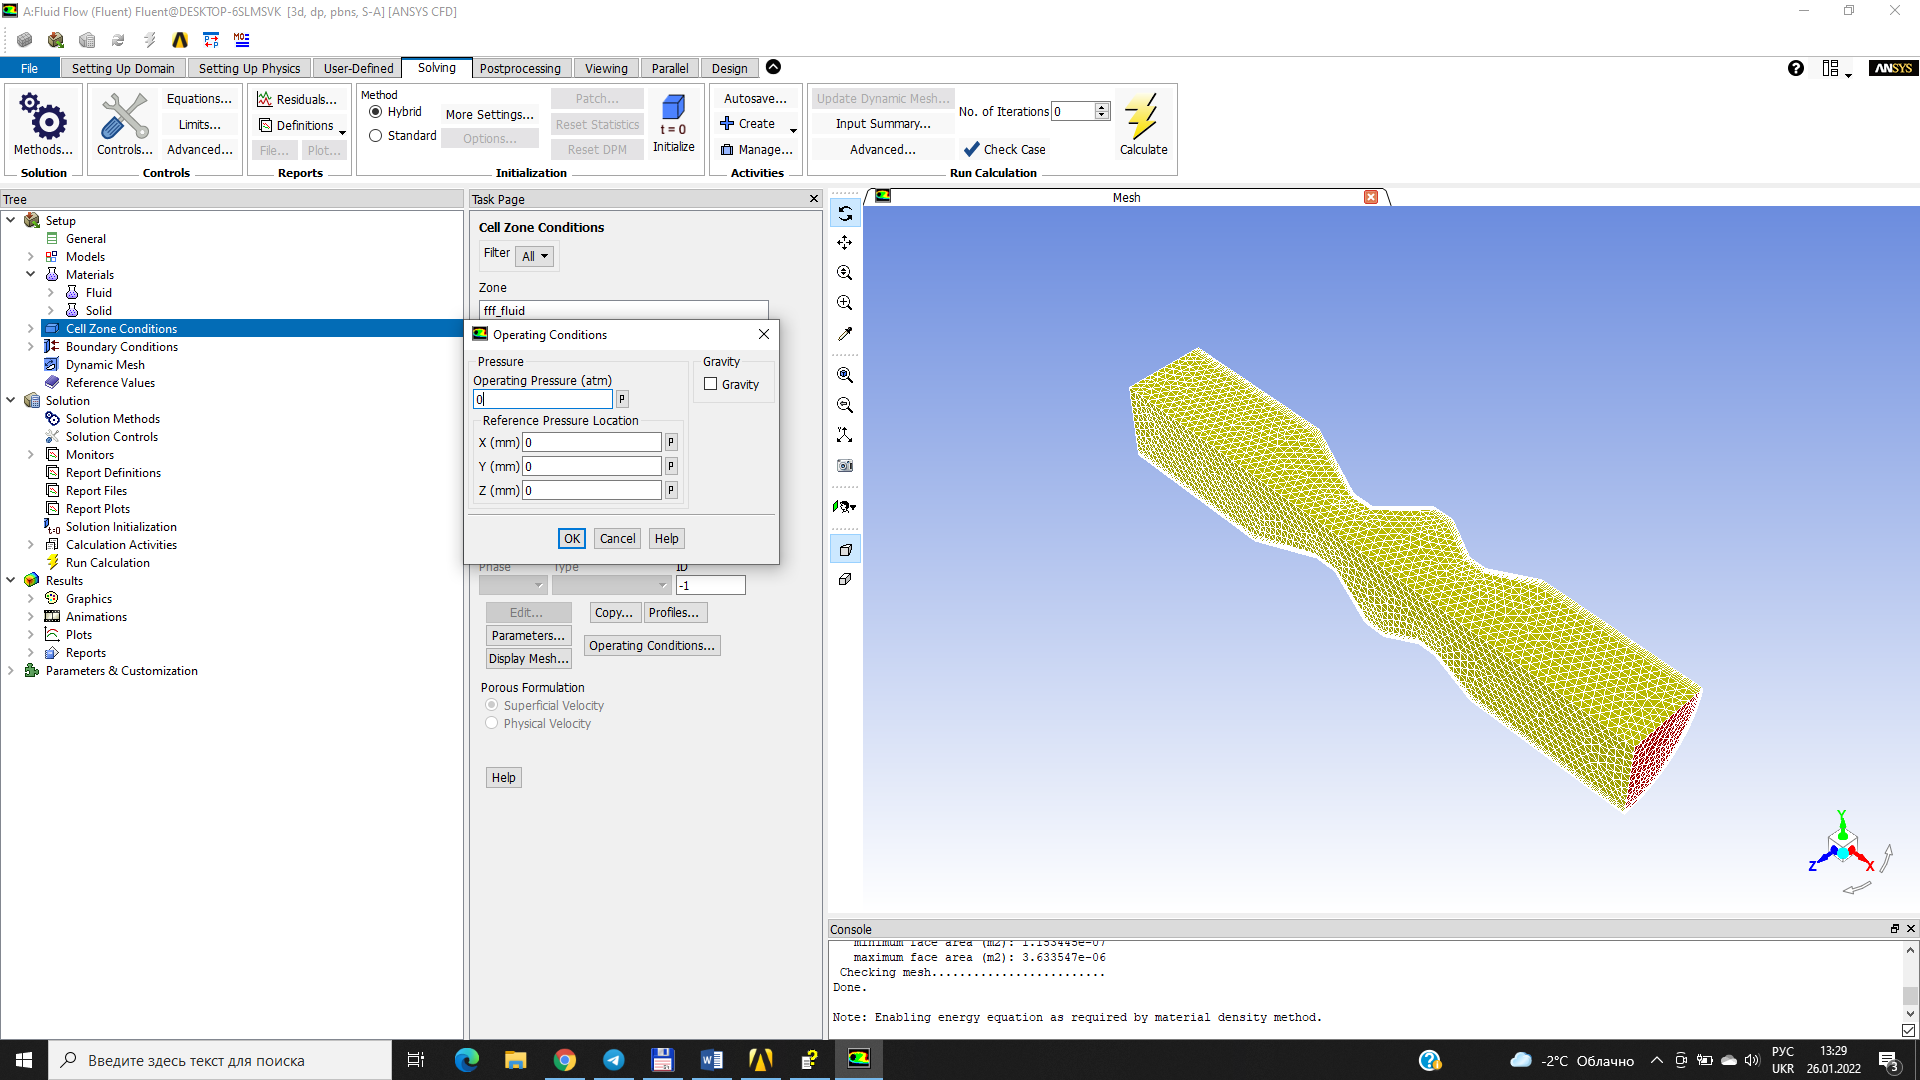 A:Fluid Flow (Fluent) Fluent@DESKTOP-6SLMSVK [3d, dp, pbns, S-A] [ANSYS CFD]
File
Setting Up Domain
Setting Up Physics
User-Defined
Solving
Postprocessing
Viewing
Parallel
Design
ANSYS
Methods...
Solution
Controls...
Equations...
Limits...
Advanced...
Controls
Residuals...
Definitions
File...
Plot...
Reports
Method
Hybrid
Standard
More Settings...
Options...
Patch...
Reset Statistics
Reset DPM
t = 0
Initialize
Initialization
Autosave...
Create
Manage...
Activities
Update Dynamic Mesh...
Input Summary...
Advanced...
No. of Iterations 0
Check Case
Calculate
Run Calculation
Tree
Setup
General
Models
Materials
Fluid
Solid
Cell Zone Conditions
Boundary Conditions
Dynamic Mesh
Reference Values
Solution
Solution Methods
Solution Controls
Monitors
Report Definitions
Report Files
Report Plots
Solution Initialization
Calculation Activities
Run Calculation
Results
Graphics
Animations
Plots
Reports
Parameters & Customization
Task Page
Cell Zone Conditions
Filter All
Zone
fff_fluid
Operating Conditions
Pressure
Operating Pressure (atm)
0 P
Reference Pressure Location
X (mm) 0 P
Y (mm) 0 P
Z (mm) 0 P
Gravity
Gravity
OK Cancel Help
Phase Type ID
-1
Edit... Copy... Profiles...
Parameters... Operating Conditions...
Display Mesh...
Porous Formulation
Superficial Velocity
Physical Velocity
Help
Mesh
Y
Z
X
Console
minimum face area (m2): 1.153445e-07
maximum face area (m2): 3.633547e-06
Checking mesh.........................
Done.
Note: Enabling energy equation as required by material density method.
Введите здесь текст для поиска
-2°C Облачно
РУС
UKR
13:29
26.01.2022
3